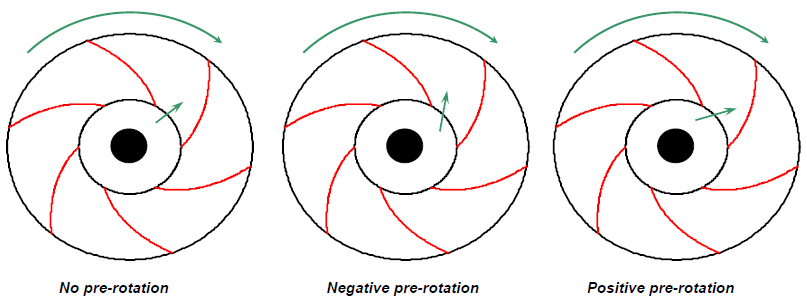 No pre-rotation
Negative pre-rotation
Positive pre-rotation